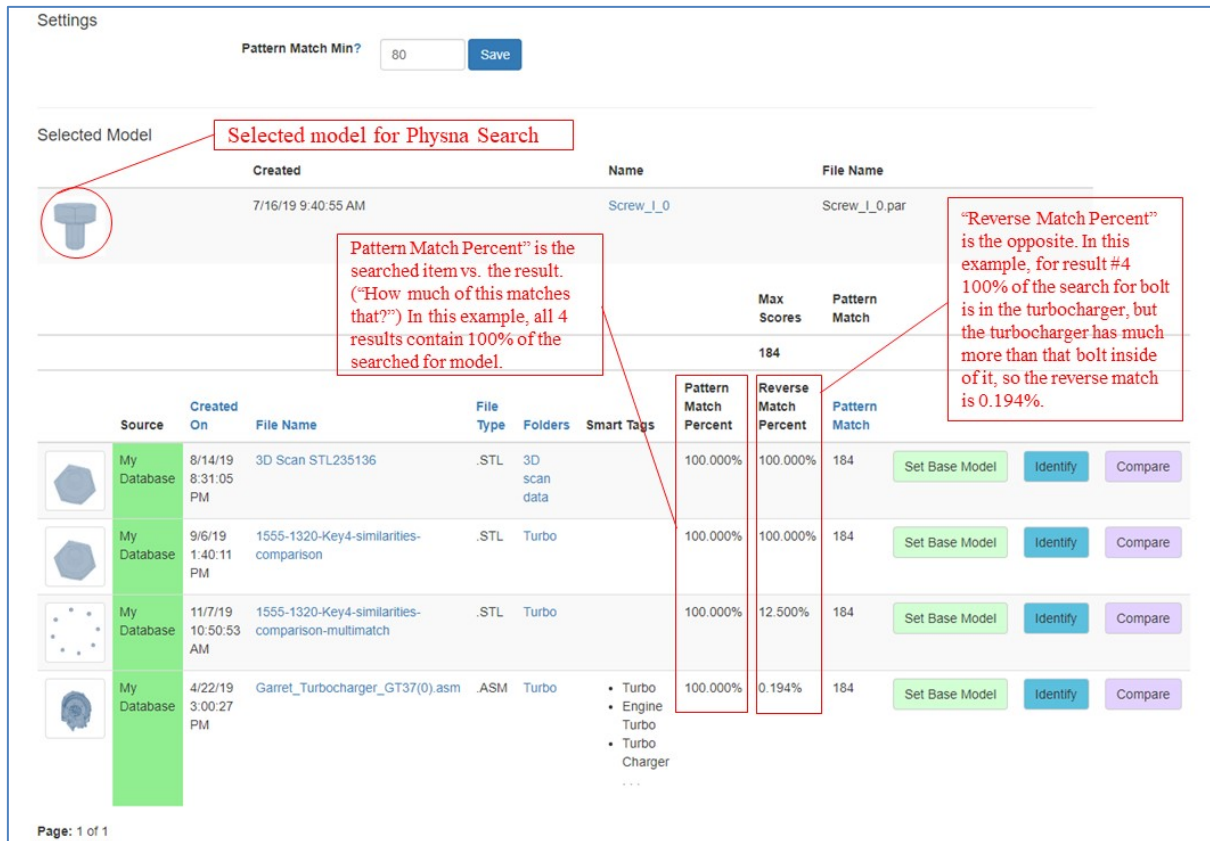 Settings
Pattern Match Min?
80
Save
Selected Model
Selected model for Physna Search
Created
Name
File Name
7/16/19 9:40:55 AM
Screw_I_0
Screw_I_0.par
Pattern Match Percent” is the
searched item vs. the result.
(“How much of this matches
that?”) In this example, all 4
results contain 100% of the
searched for model.
“Reverse Match Percent”
is the opposite. In this
example, for result #4
100% of the search for bolt
is in the turbocharger, but
the turbocharger has much
more than that bolt inside
of it, so the reverse match
is 0.194%.
Max
Scores
Pattern
Match
184
Source
Created
On
File Name
File
Type
Folders
Smart Tags
Pattern
Match
Percent
Reverse
Match
Percent
Pattern
Match
My
Database
8/14/19
8:31:05
PM
3D Scan STL235136
.STL
3D
scan
data
100.000%
100.000%
184
Set Base Model
Identify
Compare
My
Database
9/6/19
1:40:11
PM
1555-1320-Key4-similarities-
comparison
.STL
Turbo
100.000%
100.000%
184
Set Base Model
Identify
Compare
My
Database
11/7/19
10:50:53
AM
1555-1320-Key4-similarities-
comparison-multimatch
.STL
Turbo
100.000%
12.500%
184
Set Base Model
Identify
Compare
My
Database
4/22/19
3:00:27
PM
Garret_Turbocharger_GT37(0).asm
.ASM
Turbo
• Turbo
• Engine
Turbo
• Turbo
Charger
. . .
100.000%
0.194%
184
Set Base Model
Identify
Compare
Page: 1 of 1